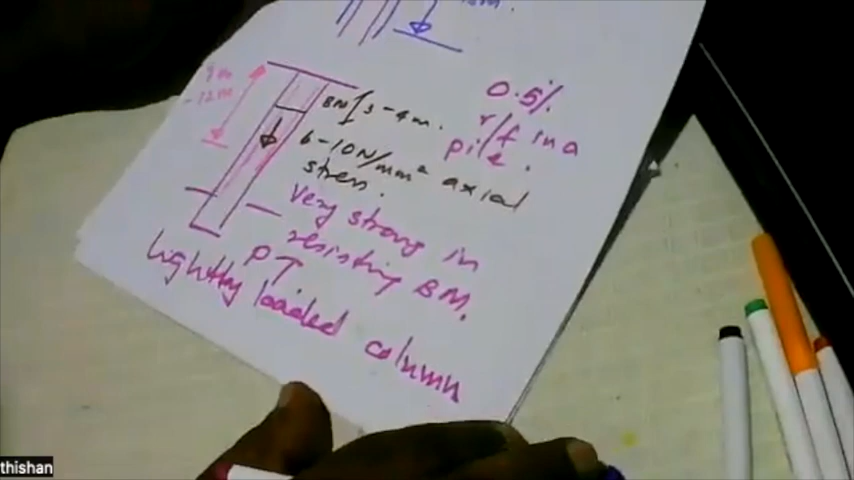 9m
-12m
BM 3-4m.
6-10N/mm² axial
stress.
Very strong in
resisting BM.
PT
lightly loaded column
0.5%
r/f in a
pile.
thishan